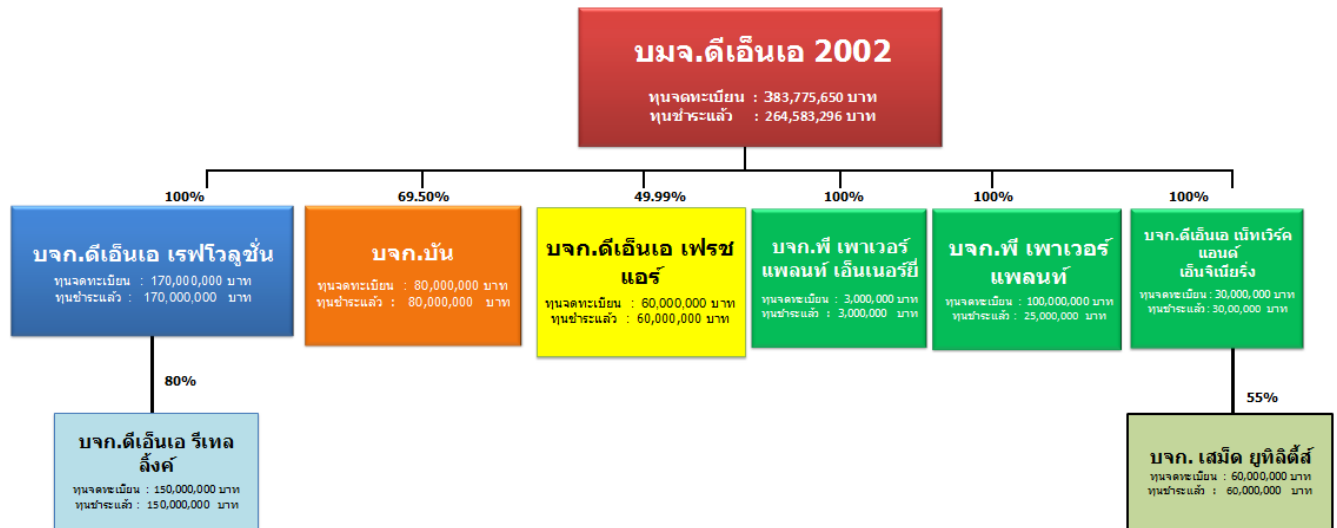 บมจ.ดีเอ็นเอ 2002
ทุนจดทะเบียน : 383,775,650 บาท
ทุนชำระแล้ว : 264,583,296 บาท
100%
69.50%
49.99%
100%
100%
100%
บจก.ดีเอ็นเอ เรฟโวลูชั่น
ทุนจดทะเบียน : 170,000,000 บาท
ทุนชำระแล้ว : 170,000,000 บาท
บจก.บัน
ทุนจดทะเบียน : 80,000,000 บาท
ทุนชำระแล้ว : 80,000,000 บาท
บจก.ดีเอ็นเอ เฟรช
แอร์
ทุนจดทะเบียน : 60,000,000 บาท
ทุนชำระแล้ว : 60,000,000 บาท
บจก.พี เพาเวอร์
แพลนท์ เอ็นเนอร์ยี่
ทุนจดทะเบียน : 3,000,000 บาท
ทุนชำระแล้ว : 3,000,000 บาท
บจก.พี เพาเวอร์
แพลนท์
ทุนจดทะเบียน : 100,000,000 บาท
ทุนชำระแล้ว : 25,000,000 บาท
บจก.ดีเอ็นเอ เน็ทเวิร์ค
แอนด์
เอ็นจิเนียริ่ง
ทุนจดทะเบียน : 30,000,000 บาท
ทุนชำระแล้ว : 30,00,000 บาท
80%
55%
บจก.ดีเอ็นเอ รีเทล
ลิ้งค์
ทุนจดทะเบียน : 150,000,000 บาท
ทุนชำระแล้ว : 150,000,000 บาท
บจก. เสม็ด ยูทิลิตี้ส์
ทุนจดทะเบียน : 60,000,000 บาท
ทุนชำระแล้ว : 60,000,000 บาท